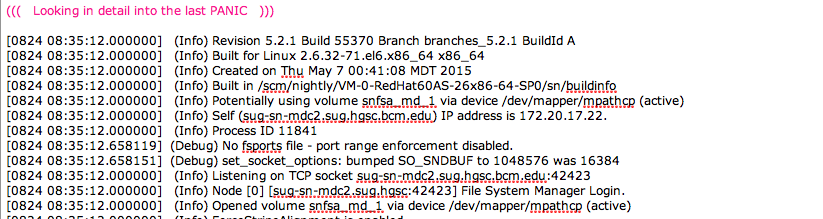 (((   Looking in detail into the last PANIC   )))
[0824 08:35:12.000000]   (Info) Revision 5.2.1 Build 55370 Branch branches_5.2.1 BuildId A
[0824 08:35:12.000000]   (Info) Built for Linux 2.6.32-71.el6.x86_64 x86_64
[0824 08:35:12.000000]   (Info) Created on Thu May 7 00:41:08 MDT 2015
[0824 08:35:12.000000]   (Info) Built in /scm/nightly/VM-0-RedHat60AS-26x86-64-SP0/sn/buildinfo
[0824 08:35:12.000000]   (Info) Potentially using volume snfsa_md_1 via device /dev/mapper/mpathcp (active)
[0824 08:35:12.000000]   (Info) Self (sug-sn-mdc2.sug.hgsc.bcm.edu) IP address is 172.20.17.22.
[0824 08:35:12.000000]   (Info) Process ID 11841
[0824 08:35:12.658119]  (Debug) No fsports file - port range enforcement disabled.
[0824 08:35:12.658151]  (Debug) set_socket_options: bumped SO_SNDBUF to 1048576 was 16384
[0824 08:35:12.000000]   (Info) Listening on TCP socket sug-sn-mdc2.sug.hgsc.bcm.edu:42423
[0824 08:35:12.000000]   (Info) Node [0] [sug-sn-mdc2.sug.hgsc:42423] File System Manager Login.
[0824 08:35:12.000000]   (Info) Opened volume snfsa_md_1 via device /dev/mapper/mpathcp (active)
[0824 08:35:12.000000]   (Info) ForceStripeAlignment is enabled